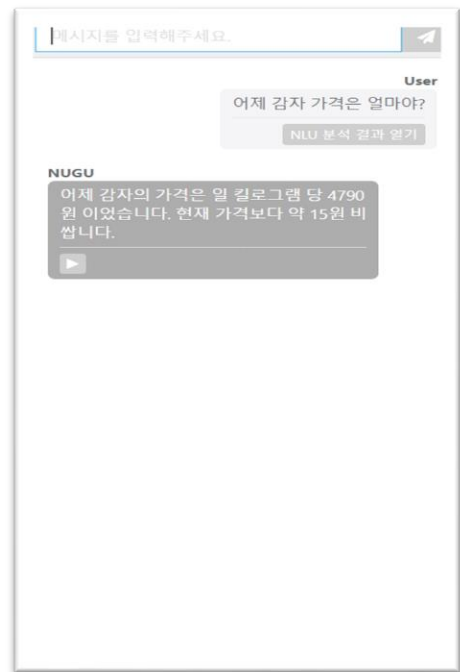 메시지를 입력해주세요.
User
어제 감자 가격은 얼마야?
NLU 분석 결과 열기
NUGU
어제 감자의 가격은 일 킬로그램 당 4790
원 이었습니다. 현재 가격보다 약 15원 비
쌉니다.